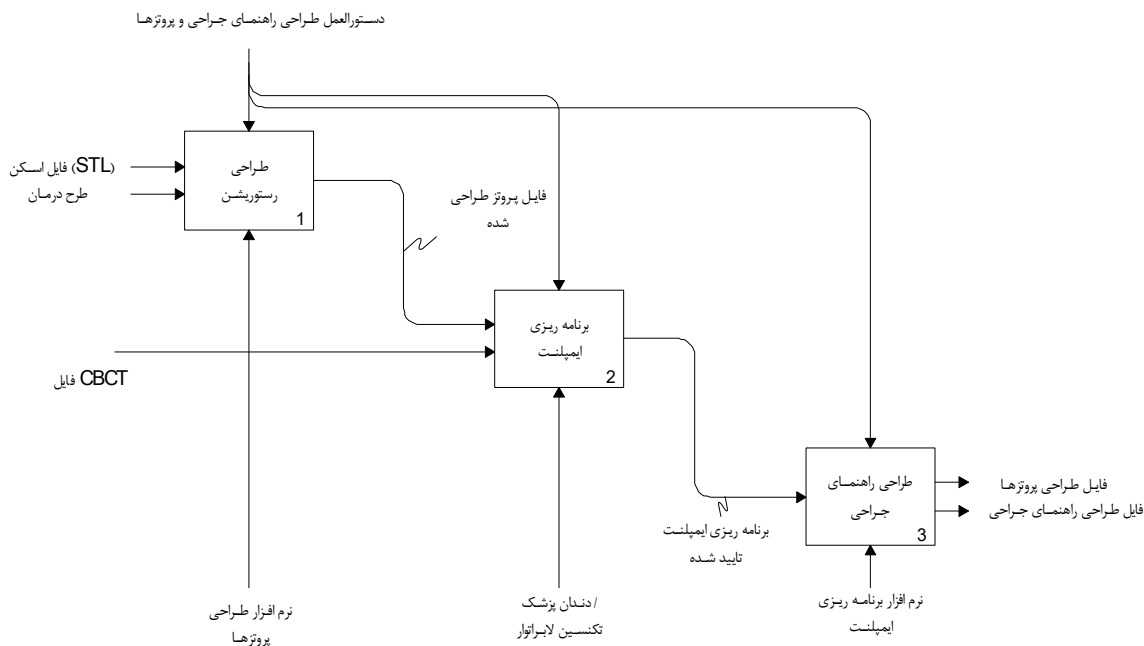 دستورالعمل طراحی راهنمای جراحی و پروتزها
فایل اسکن (STL)
طرح درمان
طراحی
رستوریشن
1
فایل پروتز طراحی
شده
برنامه ریزی
ایمپلنت
2
فایل CBCT
طراحی راهنمای
جراحی
3
فایل طراحی پروتزها
فایل طراحی راهنمای جراحی
برنامه ریزی ایمپلنت
تایید شده
نرم افزار طراحی
پروتزها
دندان پزشک /
تکنسین لابراتوار
نرم افزار برنامه ریزی
ایمپلنت